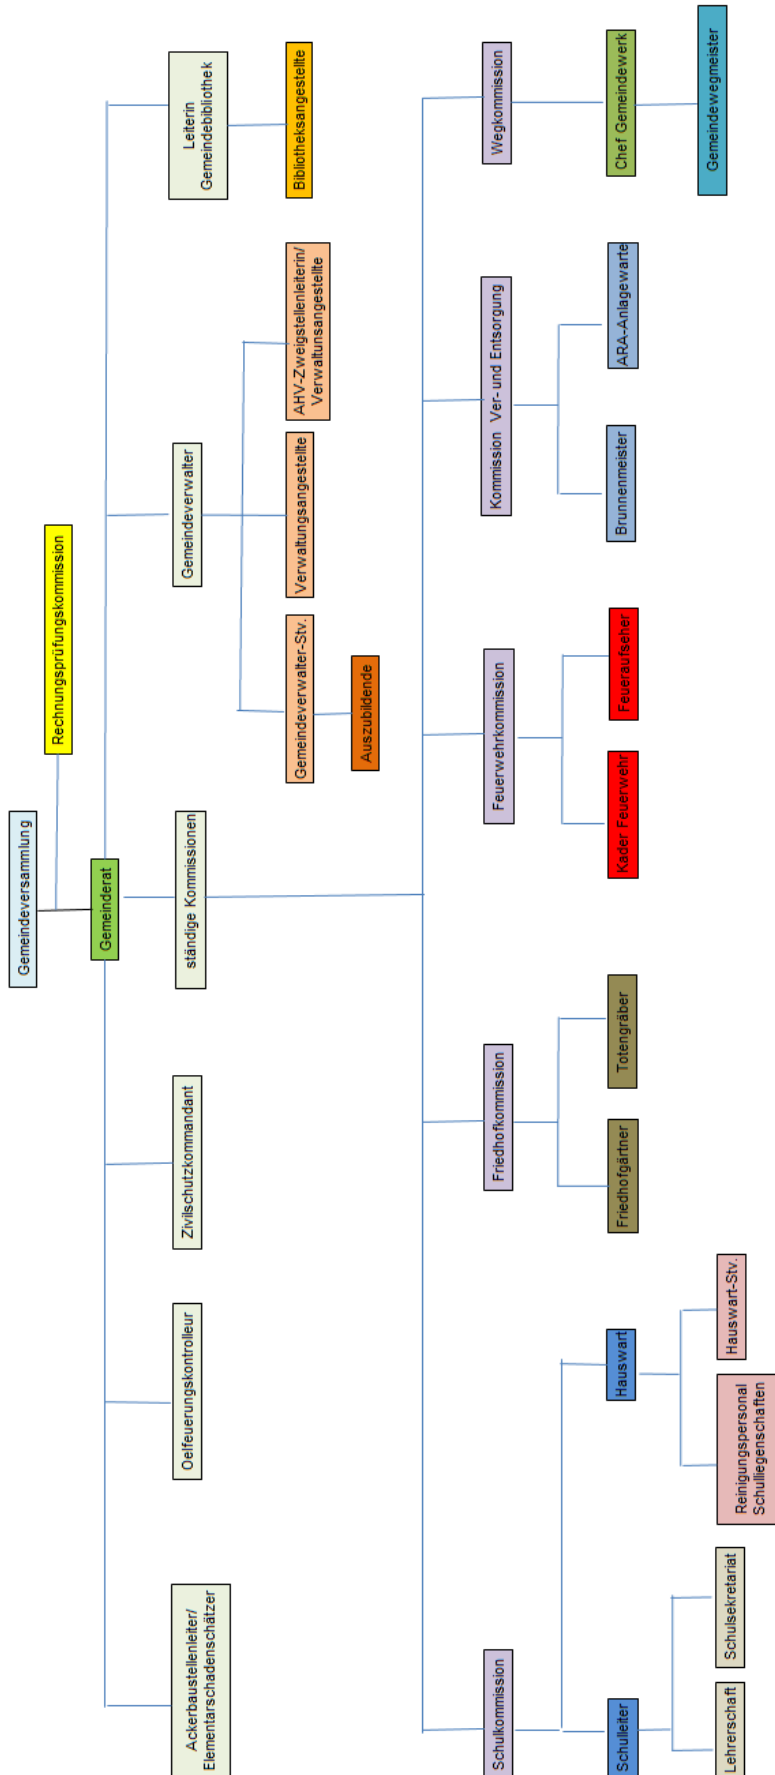 Gemeindeversammlung
Rechnungsprüfungskommission
Gemeinderat
Ackerbaustellenleiter/
Elementarschadenschätzer
Oelfeuerungskontrolleur
Zivilschutzkommandant
ständige Kommissionen
Gemeindeverwalter
Leiterin
Gemeindebibliothek
Gemeindeverwalter-Stv.
Verwaltungsangestellte
AHV-Zweigstellenleiterin/
Verwaltunsangestellte
Bibliotheksangestellte
Auszubildende
Schulkommission
Friedhofkommission
Feuerwehrkommission
Kommission Ver- und Entsorgung
Wegkommission
Schulleiter
Hauswart
Friedhofgärtner
Totengräber
Kader Feuerwehr
Feueraufseher
Brunnenmeister
ARA-Anlagewarte
Chef Gemeindewerk
Lehrerschaft
Schulsekretariat
Reinigungspersonal
Schulliegenschaften
Hauswart-Stv.
Gemeindewegmeister